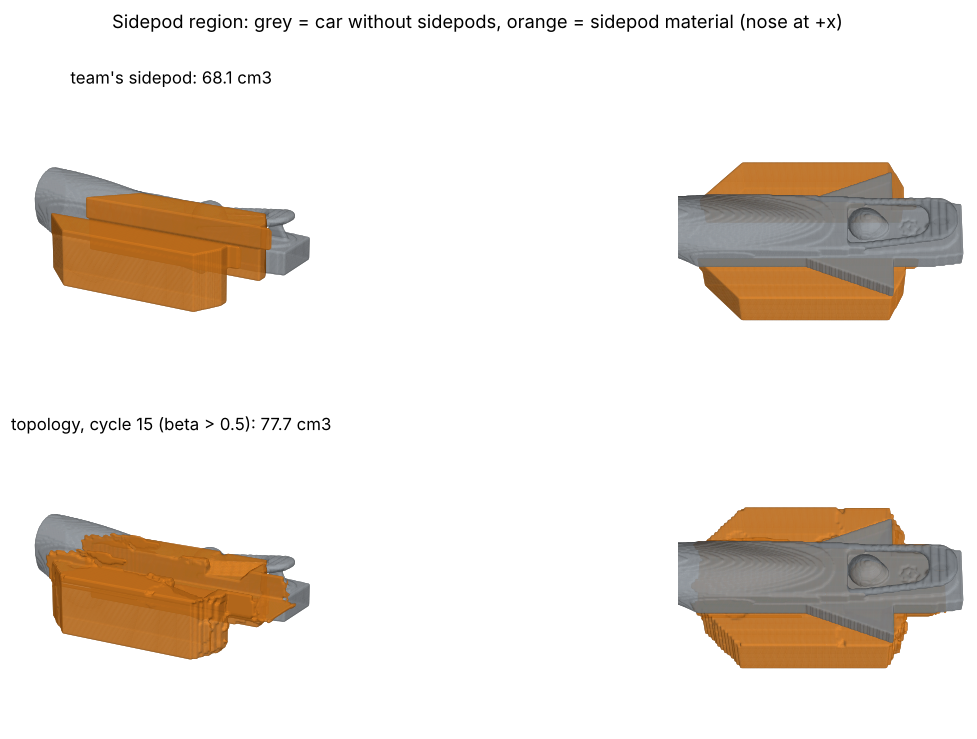 Sidepod region: grey = car without sidepods, orange = sidepod material (nose at +x)
team's sidepod: 68.1 cm3
topology, cycle 15 (beta > 0.5): 77.7 cm3